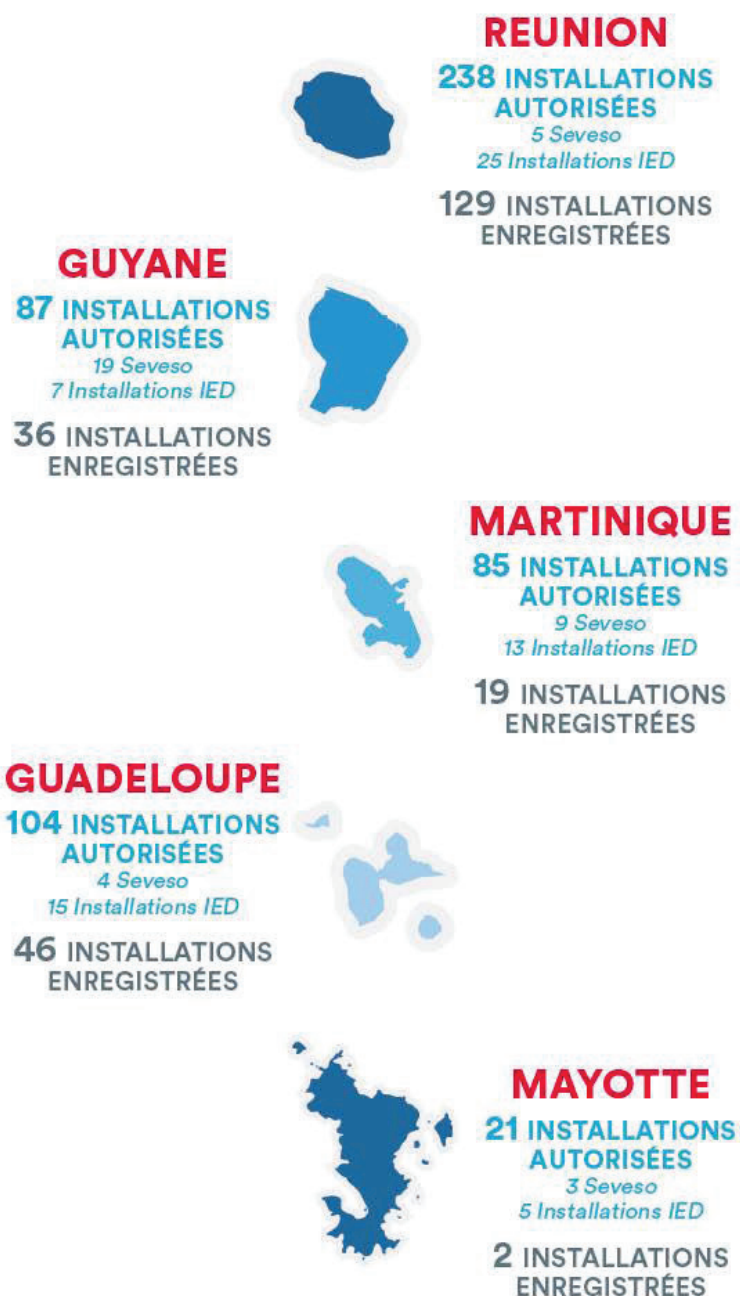 REUNION
238 INSTALLATIONS
AUTORISÉES
5 Seveso
25 Installations IED
129 INSTALLATIONS
ENREGISTRÉES
GUYANE
87 INSTALLATIONS
AUTORISÉES
19 Seveso
7 Installations IED
36 INSTALLATIONS
ENREGISTRÉES
MARTINIQUE
85 INSTALLATIONS
AUTORISÉES
9 Seveso
13 Installations IED
19 INSTALLATIONS
ENREGISTRÉES
GUADELOUPE
104 INSTALLATIONS
AUTORISÉES
4 Seveso
15 Installations IED
46 INSTALLATIONS
ENREGISTRÉES
MAYOTTE
21 INSTALLATIONS
AUTORISÉES
3 Seveso
5 Installations IED
2 INSTALLATIONS
ENREGISTRÉES